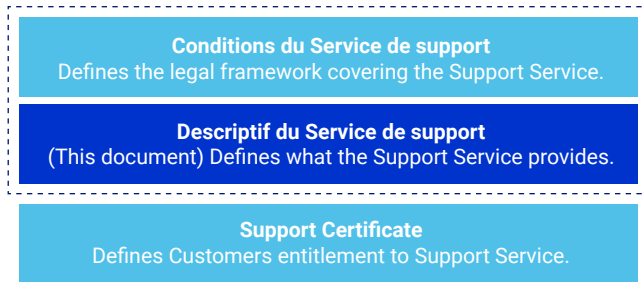 Conditions du Service de support
Defines the legal framework covering the Support Service.
Descriptif du Service de support
(This document) Defines what the Support Service provides.
Support Certificate
Defines Customers entitlement to Support Service.